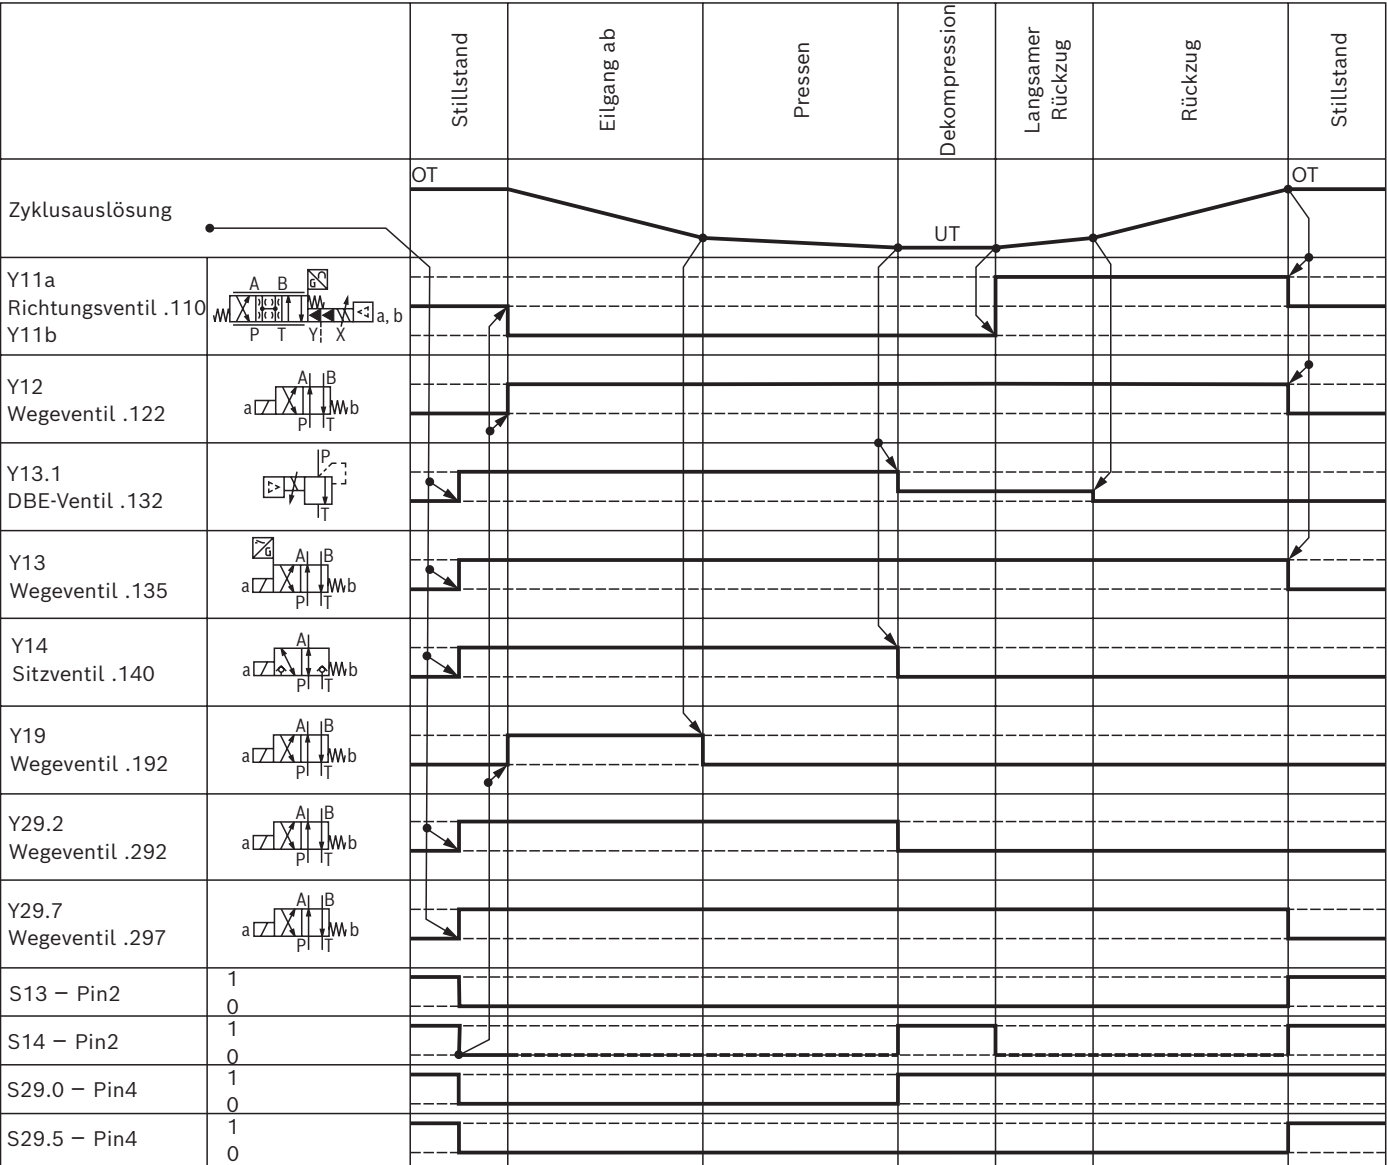 Stillstand
Eilgang ab
Pressen
Dekompression
Langsamer
Rückzug
Rückzug
Stillstand
OT
OT
Zyklusauslösung
UT
Y11a
Richtungsventil .110
Y11b
A B
G
P T Y X
a, b
Y12
Wegeventil .122
A B
a b
P T
Y13.1
DBE-Ventil .132
P
T
Y13
Wegeventil .135
G
A B
a b
P T
Y14
Sitzventil .140
A
a b
P T
Y19
Wegeventil .192
A B
a b
P T
Y29.2
Wegeventil .292
A B
a b
P T
Y29.7
Wegeventil .297
A B
a b
P T
S13 – Pin2
1
0
S14 – Pin2
1
0
S29.0 – Pin4
1
0
S29.5 – Pin4
1
0